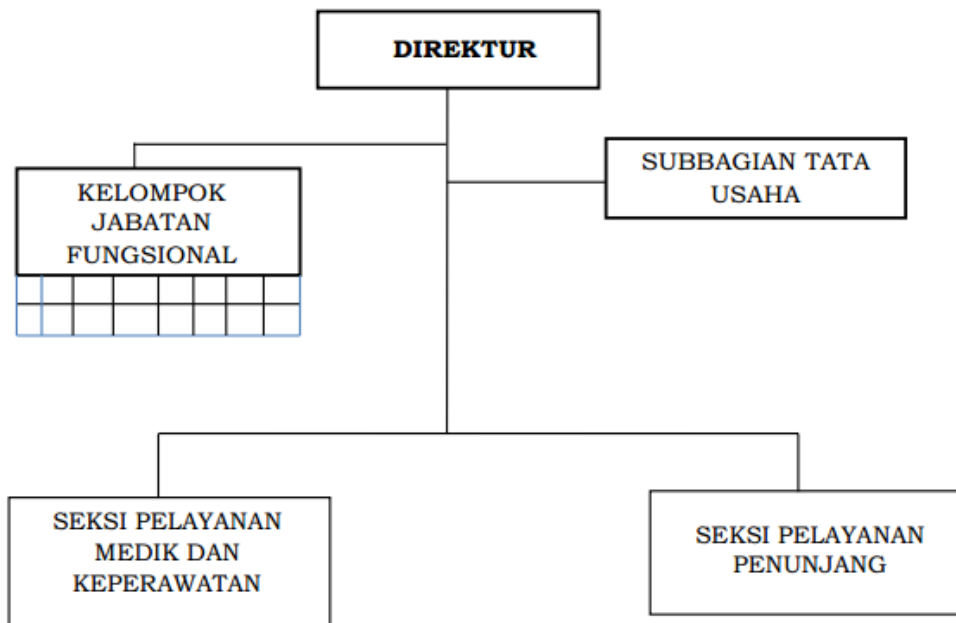 DIREKTUR
SUBBAGIAN TATA
USAHA
KELOMPOK
JABATAN
FUNGSIONAL
SEKSI PELAYANAN
MEDIK DAN
KEPERAWATAN
SEKSI PELAYANAN
PENUNJANG